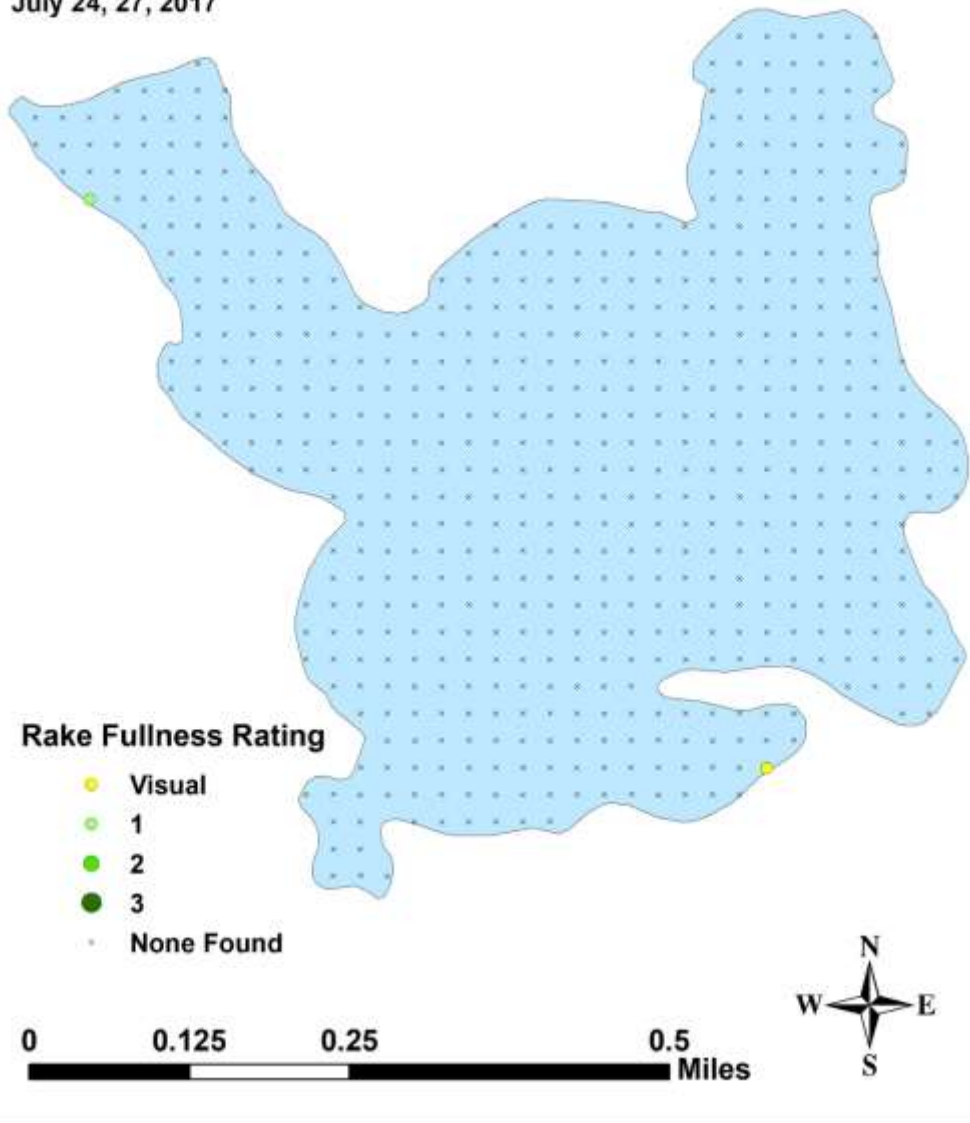 July 24, 27, 2017
Rake Fullness Rating
Visual
1
2
3
None Found
N
W E
S
0 0.125 0.25 0.5
Miles